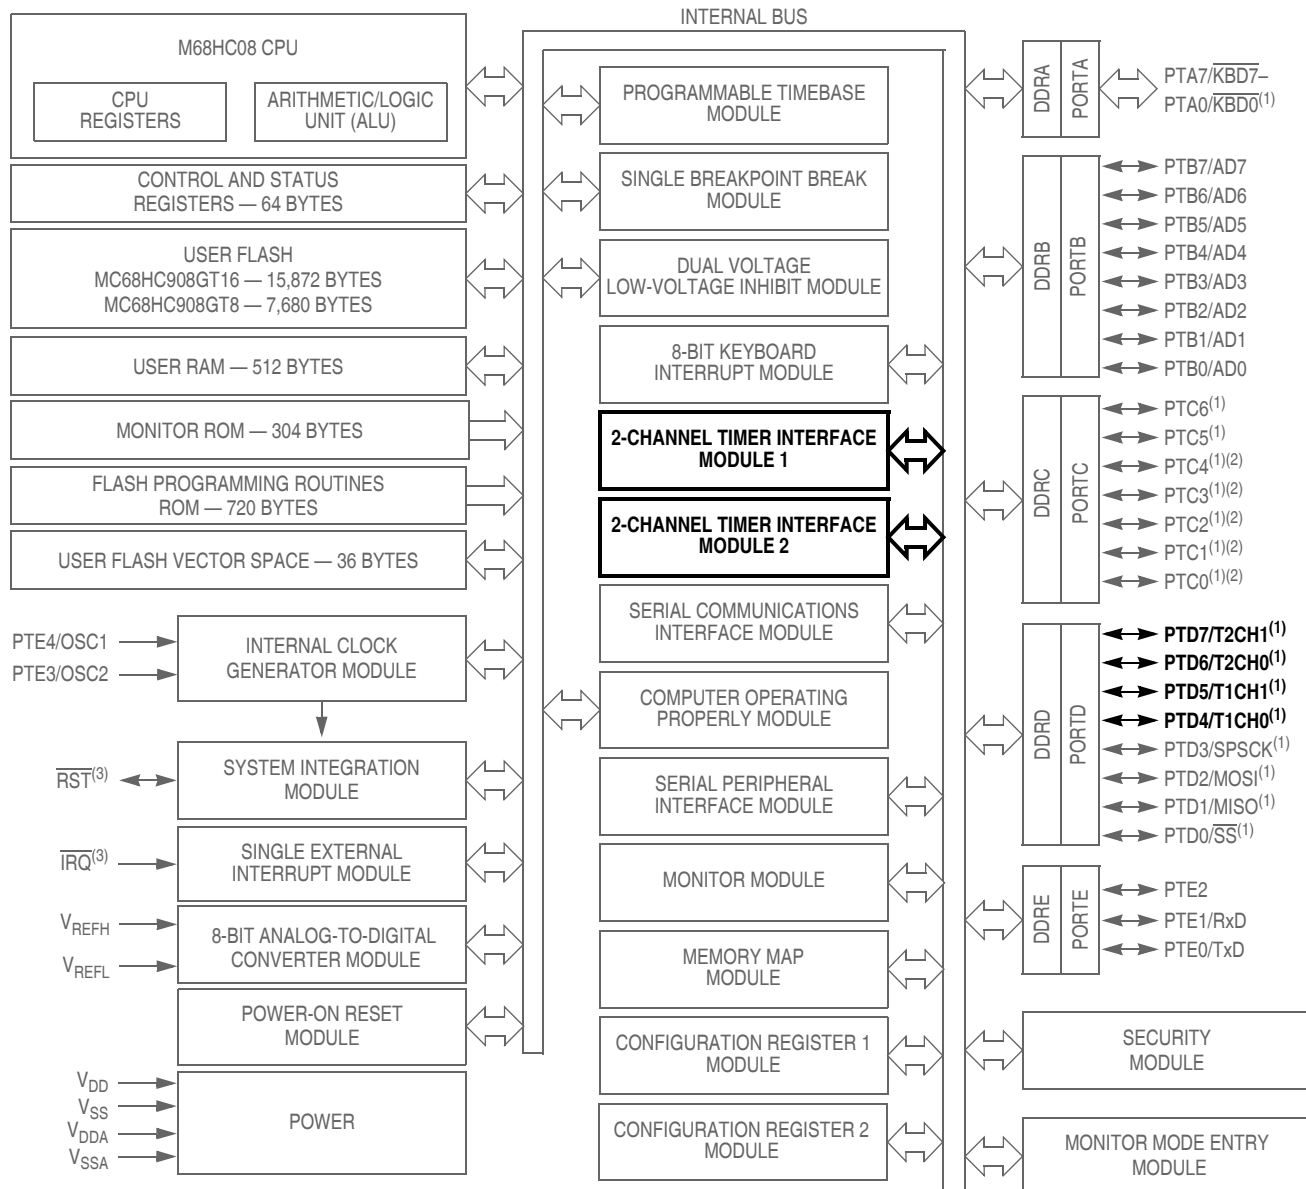 INTERNAL BUS
M68HC08 CPU
CPU
REGISTERS
ARITHMETIC/LOGIC
UNIT (ALU)
CONTROL AND STATUS
REGISTERS — 64 BYTES
USER FLASH
MC68HC908GT16 — 15,872 BYTES
MC68HC908GT8 — 7,680 BYTES
USER RAM — 512 BYTES
MONITOR ROM — 304 BYTES
FLASH PROGRAMMING ROUTINES
ROM — 720 BYTES
USER FLASH VECTOR SPACE — 36 BYTES
PTE4/OSC1
PTE3/OSC2
INTERNAL CLOCK
GENERATOR MODULE
RST(3)
SYSTEM INTEGRATION
MODULE
IRQ(3)
SINGLE EXTERNAL
INTERRUPT MODULE
VREFH
VREFL
8-BIT ANALOG-TO-DIGITAL
CONVERTER MODULE
POWER-ON RESET
MODULE
VDD
VSS
VDDA
VSSA
POWER
PROGRAMMABLE TIMEBASE
MODULE
SINGLE BREAKPOINT BREAK
MODULE
DUAL VOLTAGE
LOW-VOLTAGE INHIBIT MODULE
8-BIT KEYBOARD
INTERRUPT MODULE
2-CHANNEL TIMER INTERFACE
MODULE 1
2-CHANNEL TIMER INTERFACE
MODULE 2
SERIAL COMMUNICATIONS
INTERFACE MODULE
COMPUTER OPERATING
PROPERLY MODULE
SERIAL PERIPHERAL
INTERFACE MODULE
MONITOR MODULE
MEMORY MAP
MODULE
CONFIGURATION REGISTER 1
MODULE
CONFIGURATION REGISTER 2
MODULE
DDRA
PORTA
PTA7/KBD7–
PTA0/KBD0(1)
DDRB
PORTB
PTB7/AD7
PTB6/AD6
PTB5/AD5
PTB4/AD4
PTB3/AD3
PTB2/AD2
PTB1/AD1
PTB0/AD0
DDRC
PORTC
PTC6(1)
PTC5(1)
PTC4(1)(2)
PTC3(1)(2)
PTC2(1)(2)
PTC1(1)(2)
PTC0(1)(2)
DDRD
PORTD
PTD7/T2CH1(1)
PTD6/T2CH0(1)
PTD5/T1CH1(1)
PTD4/T1CH0(1)
PTD3/SPSCK(1)
PTD2/MOSI(1)
PTD1/MISO(1)
PTD0/SS(1)
DDRE
PORTE
PTE2
PTE1/RxD
PTE0/TxD
SECURITY
MODULE
MONITOR MODE ENTRY
MODULE